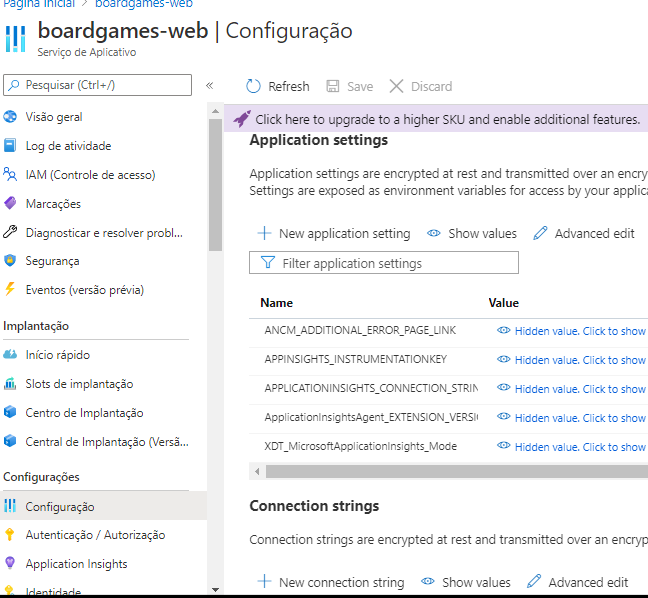 Página inicial > boardgames-web
boardgames-web | Configuração
Serviço de Aplicativo
Pesquisar (Ctrl+/)
«
Visão geral
Log de atividade
IAM (Controle de acesso)
Marcações
Diagnosticar e resolver probl...
Segurança
Eventos (versão prévia)
Implantação
Início rápido
Slots de implantação
Centro de Implantação
Central de Implantação (Versã...
Configurações
Configuração
Autenticação / Autorização
Application Insights
Identidade
Refresh Save Discard
Click here to upgrade to a higher SKU and enable additional features.
Application settings
Application settings are encrypted at rest and transmitted over an encry
Settings are exposed as environment variables for access by your applica
New application setting Show values Advanced edit
Filter application settings
Name Value
ANCM_ADDITIONAL_ERROR_PAGE_LINK Hidden value. Click to show
APPINSIGHTS_INSTRUMENTATIONKEY Hidden value. Click to show
APPLICATIONINSIGHTS_CONNECTION_STRIN Hidden value. Click to show
ApplicationInsightsAgent_EXTENSION_VERSI Hidden value. Click to show
XDT_MicrosoftApplicationInsights_Mode Hidden value. Click to show
Connection strings
Connection strings are encrypted at rest and transmitted over an encryp
New connection string Show values Advanced edit